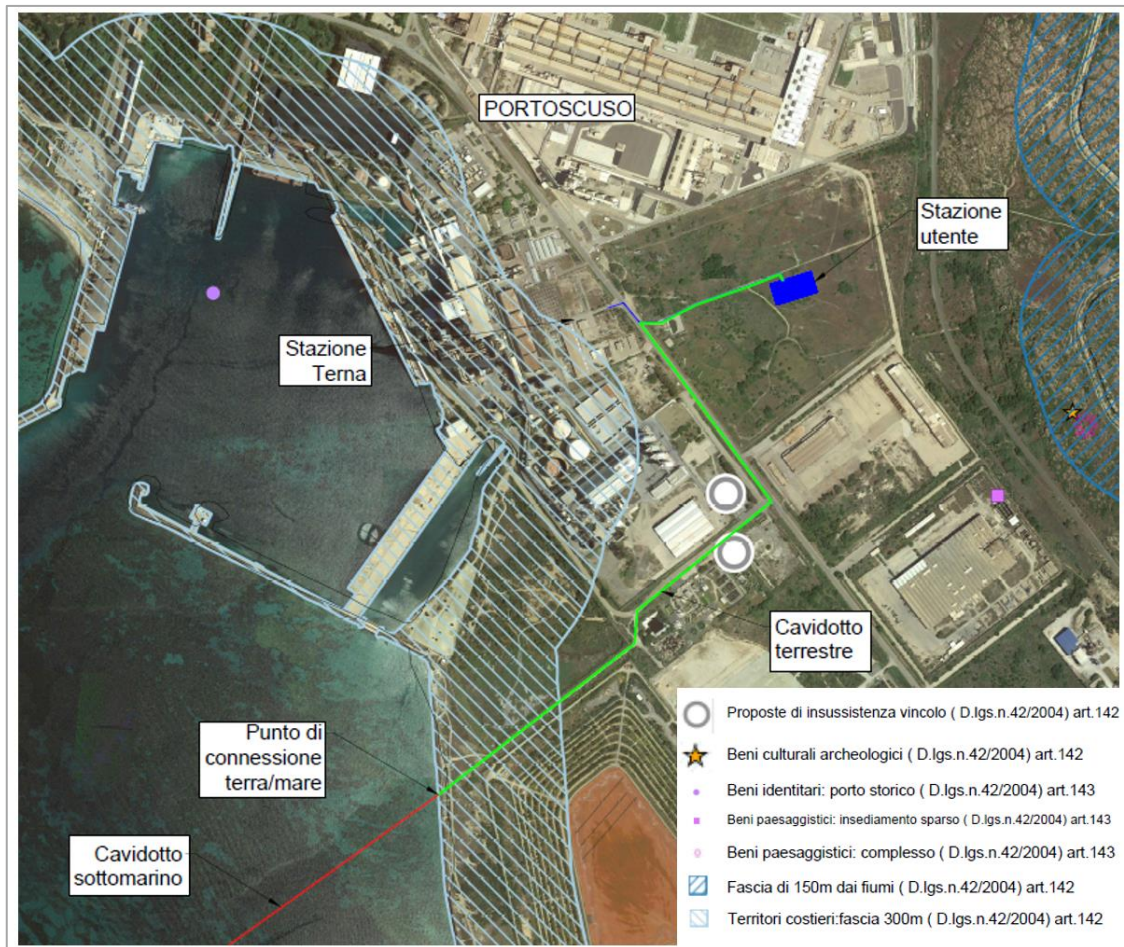 PORTOSCUSO
Stazione
utente
Stazione
Terna
Cavidotto
terrestre
Punto di
connessione
terra/mare
Cavidotto
sottomarino
Proposte di insussistenza vincolo ( D.lgs.n.42/2004) art.142
Beni culturali archeologici ( D.lgs.n.42/2004) art.142
Beni identitari: porto storico ( D.lgs.n.42/2004) art.143
Beni paesaggistici: insediamento sparso ( D.lgs.n.42/2004) art.143
Beni paesaggistici: complesso ( D.lgs.n.42/2004) art.143
Fascia di 150m dai fiumi ( D.lgs.n.42/2004) art.142
Territori costieri:fascia 300m ( D.lgs.n.42/2004) art.142